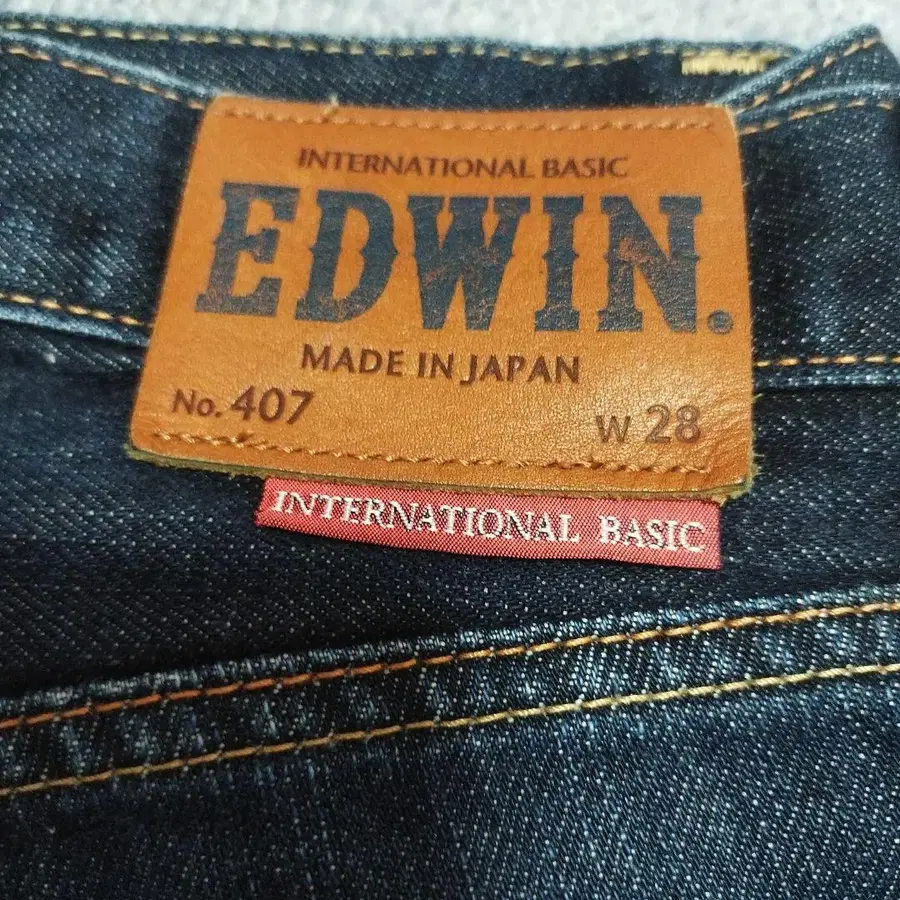 INTERNATIONAL BASIC
EDWIN.
MADE IN JAPAN
No. 407 W 28
INTERNATIONAL BASIC